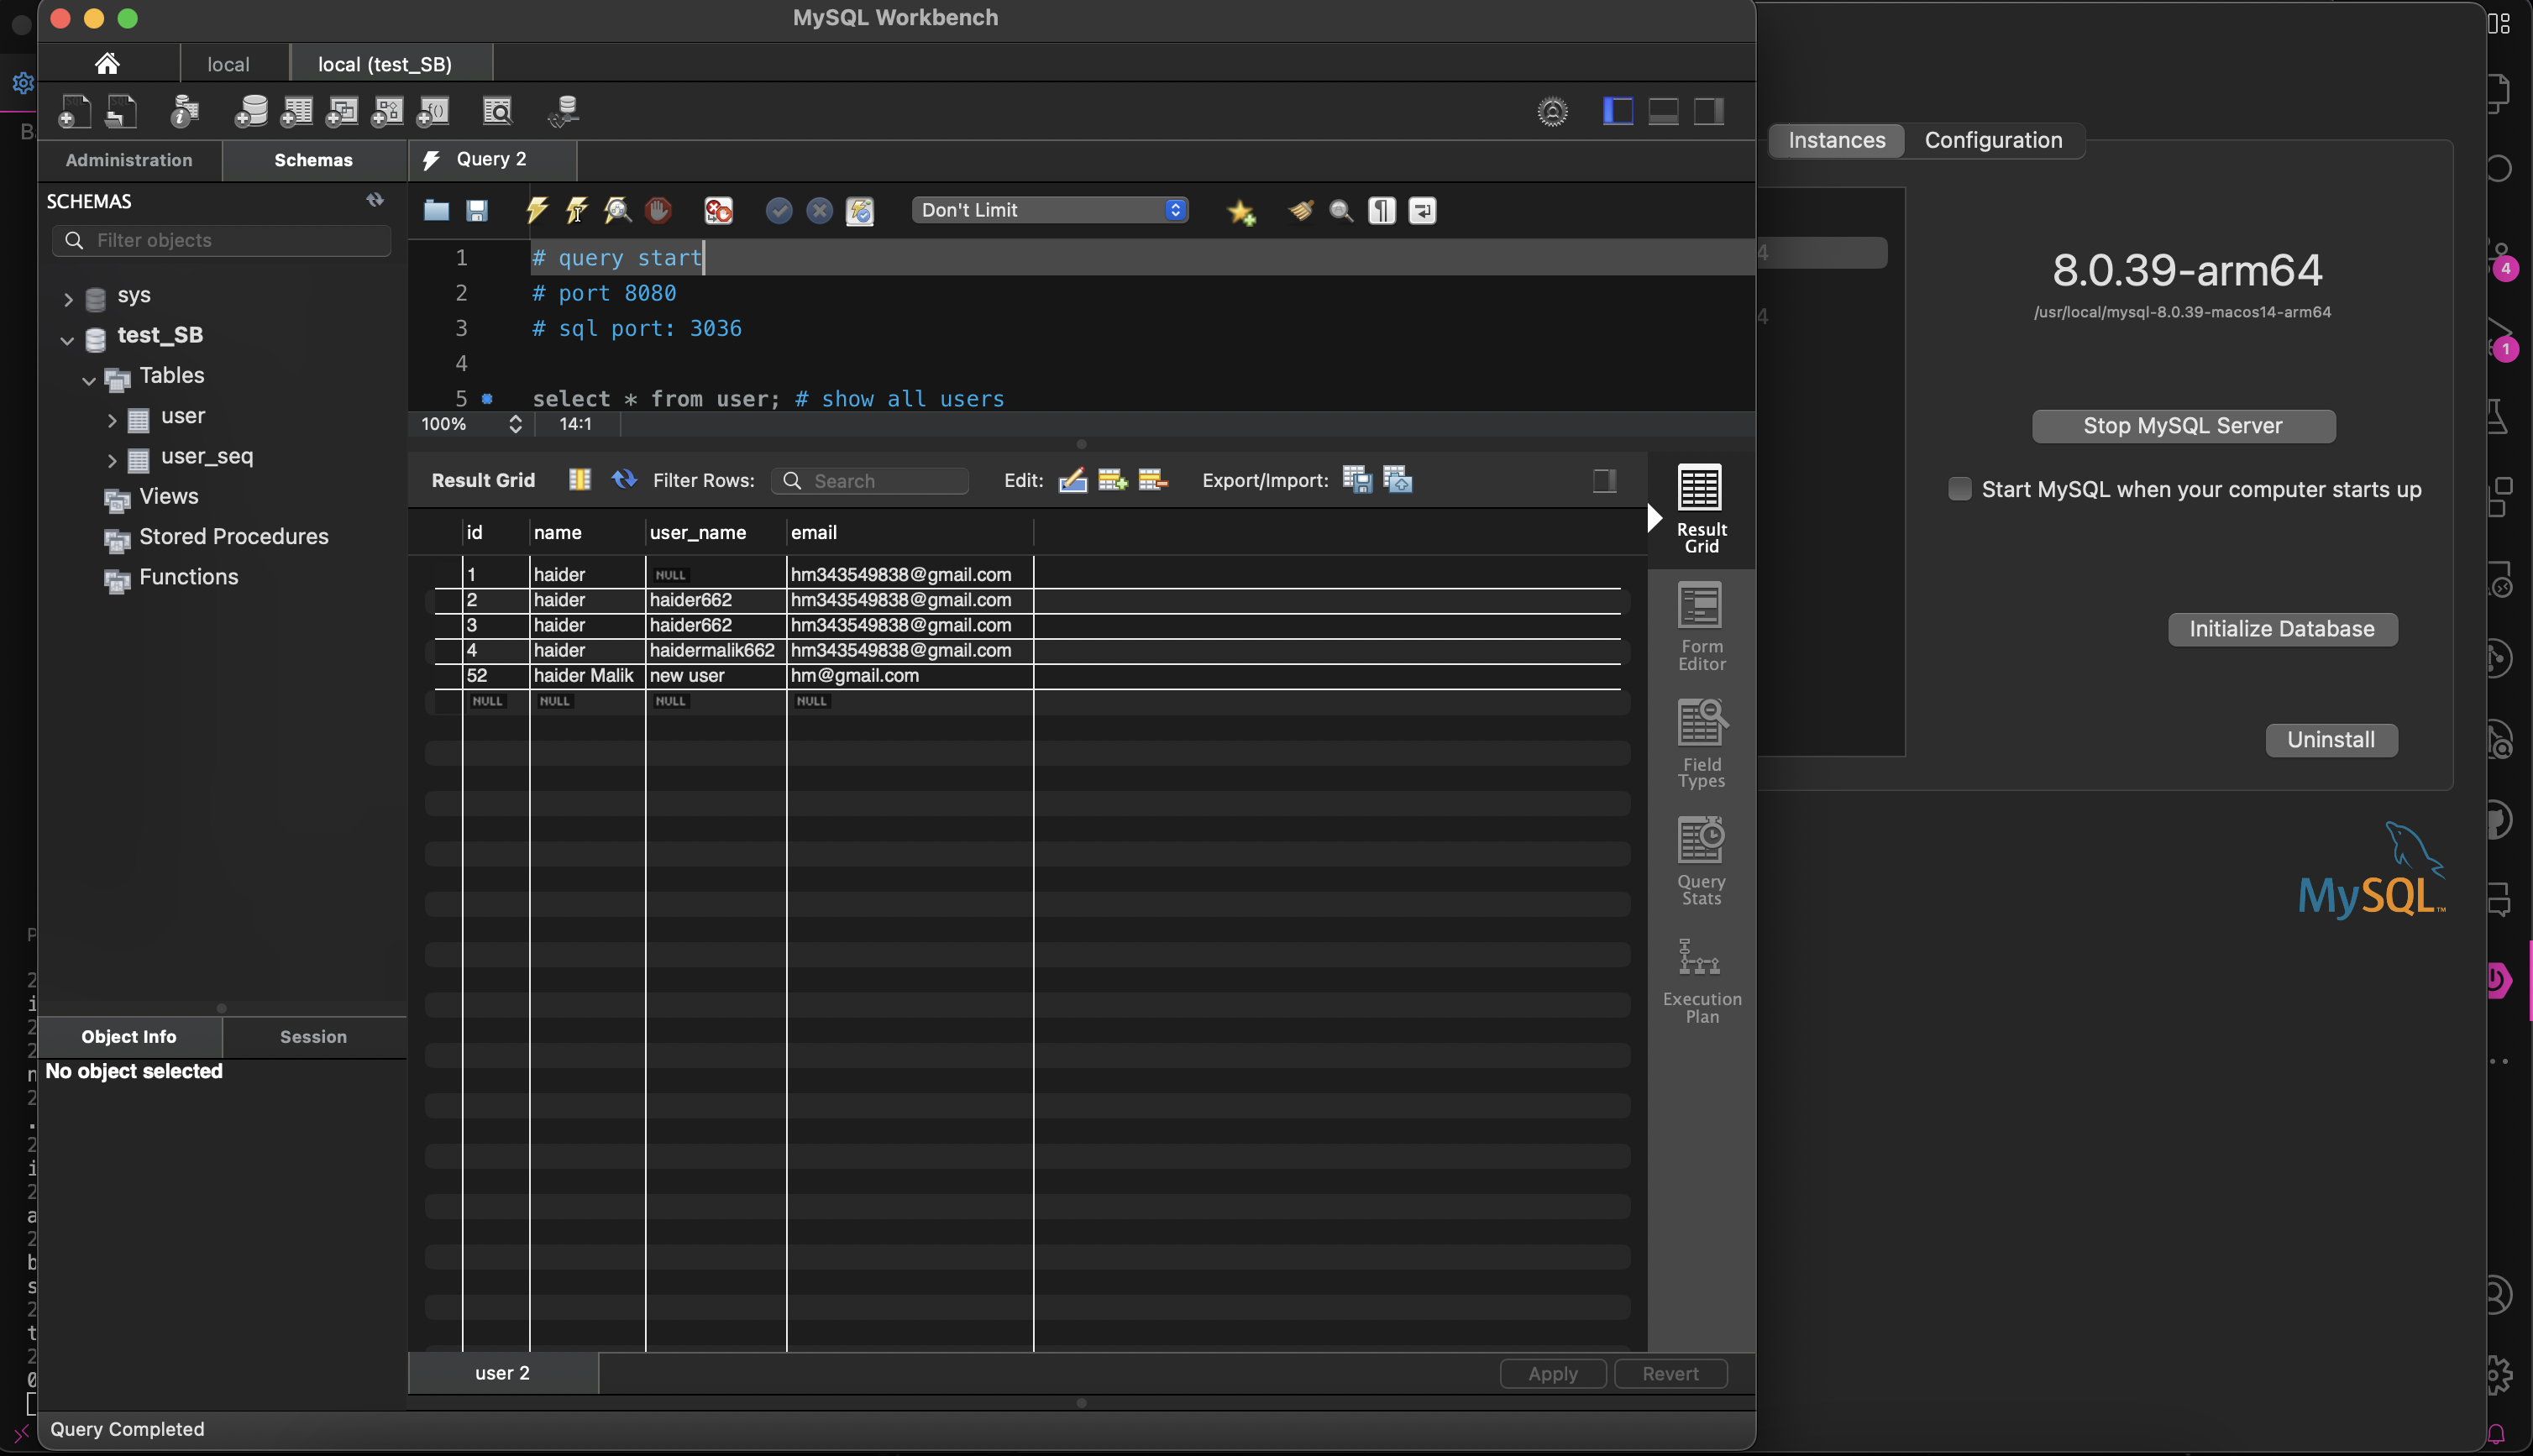 MySQL Workbench
local
local (test_SB)
Administration
Schemas
Query 2
SCHEMAS
Filter objects
sys
test_SB
Tables
user
user_seq
Views
Stored Procedures
Functions
Object Info
Session
No object selected
Query Completed
Don't Limit
1 # query start
2 # port 8080
3 # sql port: 3036
4
5 select * from user; # show all users
100%
14:1
Result Grid
Filter Rows:
Search
Edit:
Export/Import:
id name user_name email
1 haider NULL hm343549838@gmail.com
2 haider haider662 hm343549838@gmail.com
3 haider haider662 hm343549838@gmail.com
4 haider haidermalik662 hm343549838@gmail.com
52 haider Malik new user hm@gmail.com
NULL NULL NULL NULL
Result
Grid
Form
Editor
Field
Types
Query
Stats
Execution
Plan
user 2
Apply
Revert
Instances
Configuration
8.0.39-arm64
/usr/local/mysql-8.0.39-macos14-arm64
Stop MySQL Server
Start MySQL when your computer starts up
Initialize Database
Uninstall
MySQL™
4
1